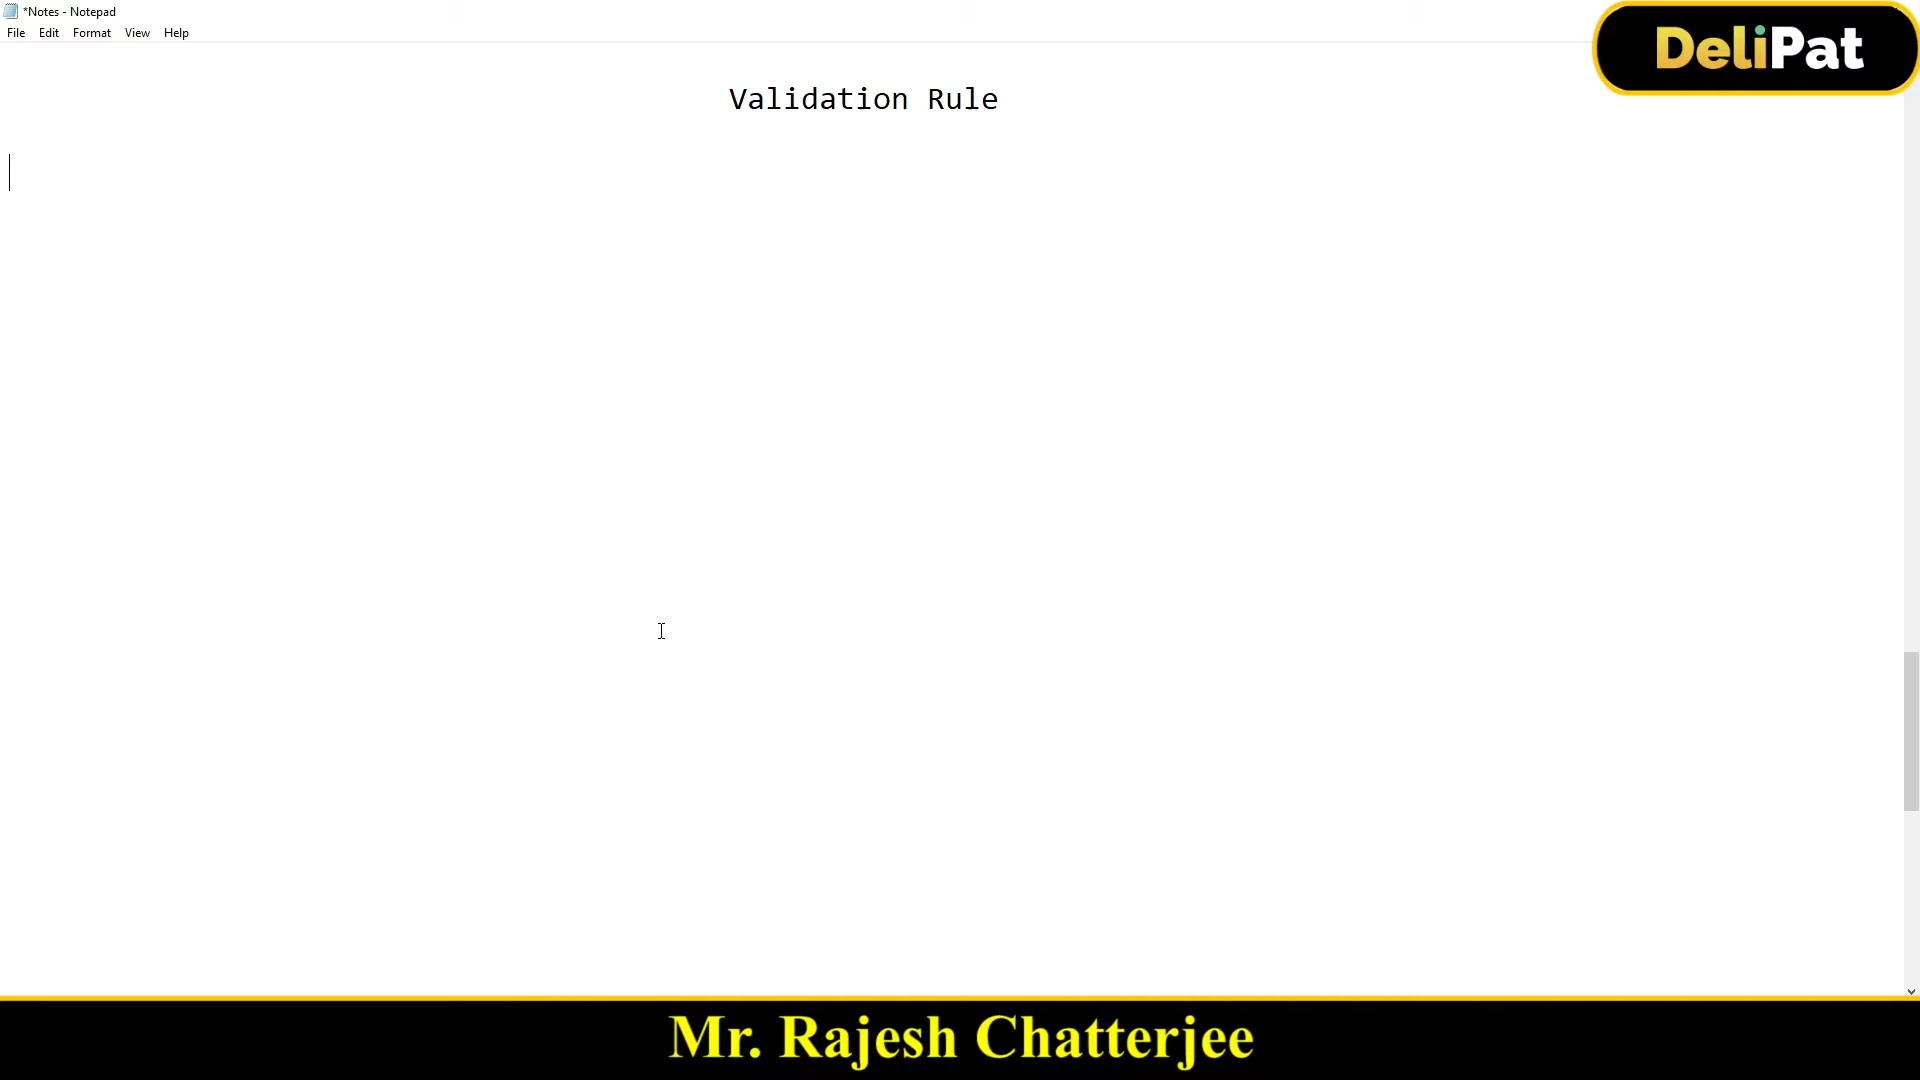 *Notes - Notepad
File Edit Format View Help
DeliPat
Validation Rule
Mr. Rajesh Chatterjee